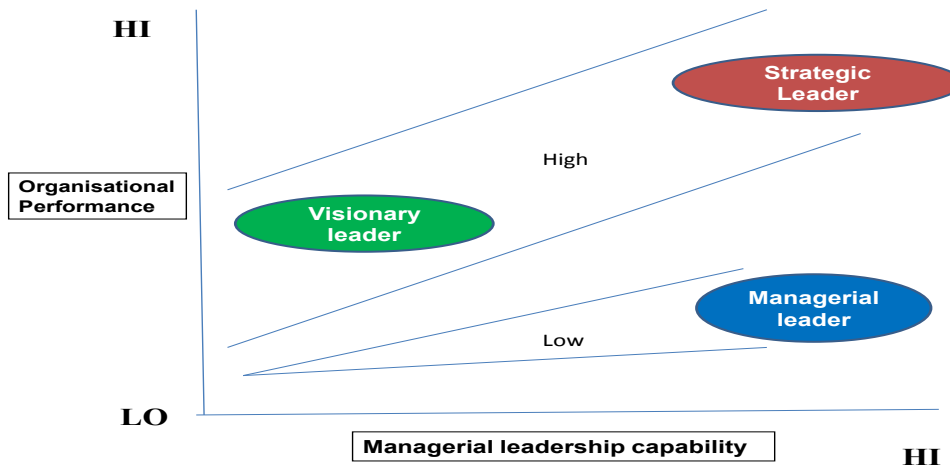 HI
Strategic
Leader
High
Organisational
Performance
Visionary
leader
Managerial
leader
Low
LO
Managerial leadership capability
HI